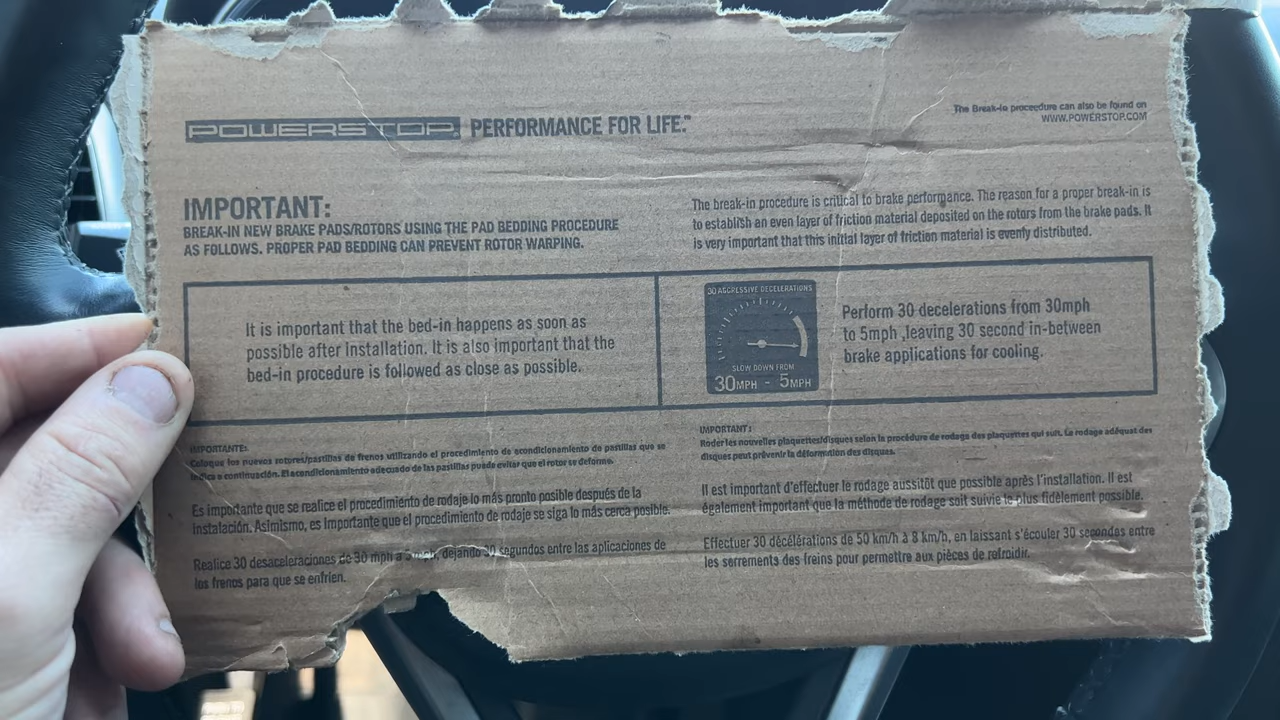 POWERSTOP® PERFORMANCE FOR LIFE.™
The Break-in procedure can also be found on
WWW.POWERSTOP.COM
IMPORTANT:
BREAK-IN NEW BRAKE PADS/ROTORS USING THE PAD BEDDING PROCEDURE
AS FOLLOWS. PROPER PAD BEDDING CAN PREVENT ROTOR WARPING.
The break-in procedure is critical to brake performance. The reason for a proper break-in is
to establish an even layer of friction material deposited on the rotors from the brake pads. It
is very important that this initial layer of friction material is evenly distributed.
It is important that the bed-in happens as soon as
possible after installation. It is also important that the
bed-in procedure is followed as close as possible.
30 AGGRESSIVE DECELERATIONS
SLOW DOWN FROM
30MPH - 5MPH
Perform 30 decelerations from 30mph
to 5mph ,leaving 30 second in-between
brake applications for cooling.
IMPORTANTE:
Coloque los nuevos rotores/pastillas de frenos utilizando el procedimiento de acondicionamiento de pastillas que se
indica a continuación. El acondicionamiento adecuado de las pastillas puede evitar que el rotor se deforme.
Es importante que se realice el procedimiento de rodaje lo más pronto posible después de la
instalación. Asimismo, es importante que el procedimiento de rodaje se siga lo más cerca posible.
Realice 30 desaceleraciones de 30 mph a 5 mph, dejando 30 segundos entre las aplicaciones de
los frenos para que se enfríen.
IMPORTANT:
Roder les nouvelles plaquettes/disques selon la procédure de rodage des plaquettes qui suit. Le rodage adéquat des
disques peut prévenir la déformation des disques.
Il est important d'effectuer le rodage aussitôt que possible après l'installation. Il est
également important que la méthode de rodage soit suivie le plus fidèlement possible.
Effectuer 30 décélérations de 50 km/h à 8 km/h, en laissant s'écouler 30 secondes entre
les serrements des freins pour permettre aux pièces de refroidir.